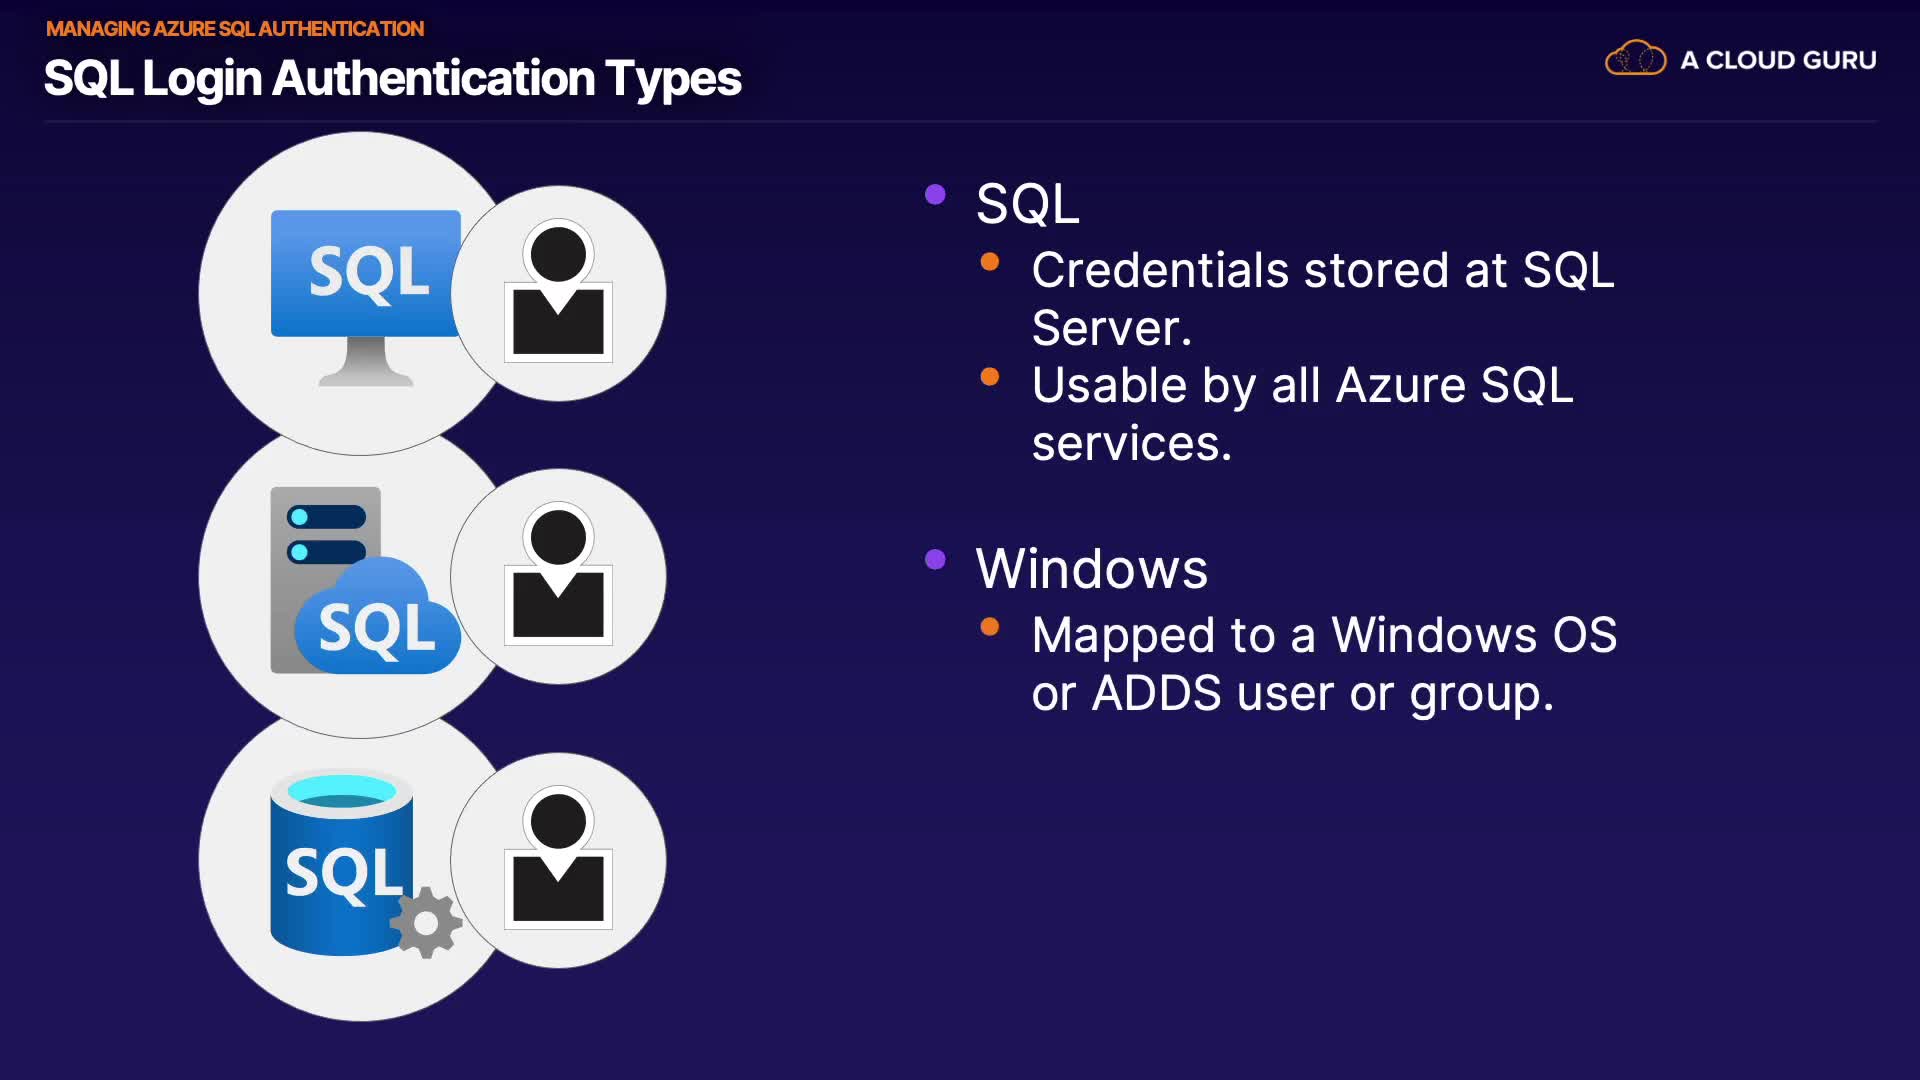 MANAGING AZURE SQL AUTHENTICATION
SQL Login Authentication Types
A CLOUD GURU
SQL
SQL
SQL
SQL
Credentials stored at SQL
Server.
Usable by all Azure SQL
services.
Windows
Mapped to a Windows OS
or ADDS user or group.